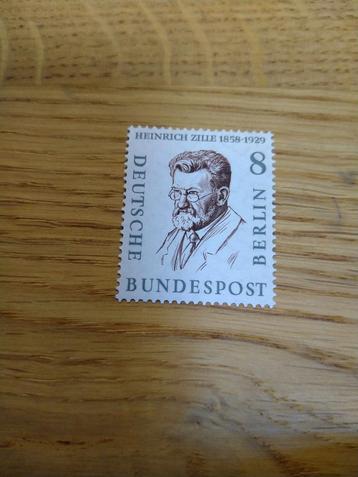 HEINRICH ZILLE 1858-1929
8
DEUTSCHE
BERLIN
BUNDESPOST